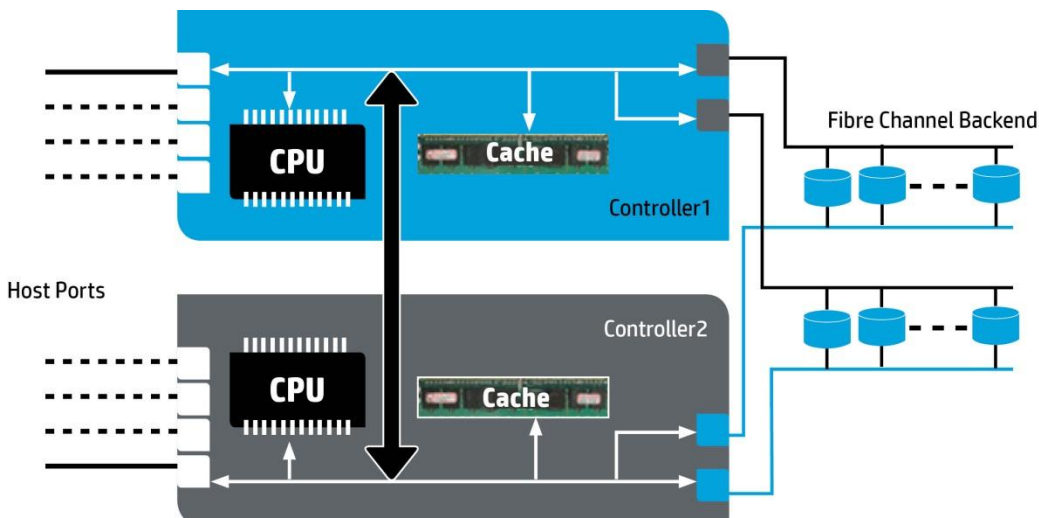 CPU
Cache
Controller1
Fibre Channel Backend
Host Ports
Controller2
CPU
Cache